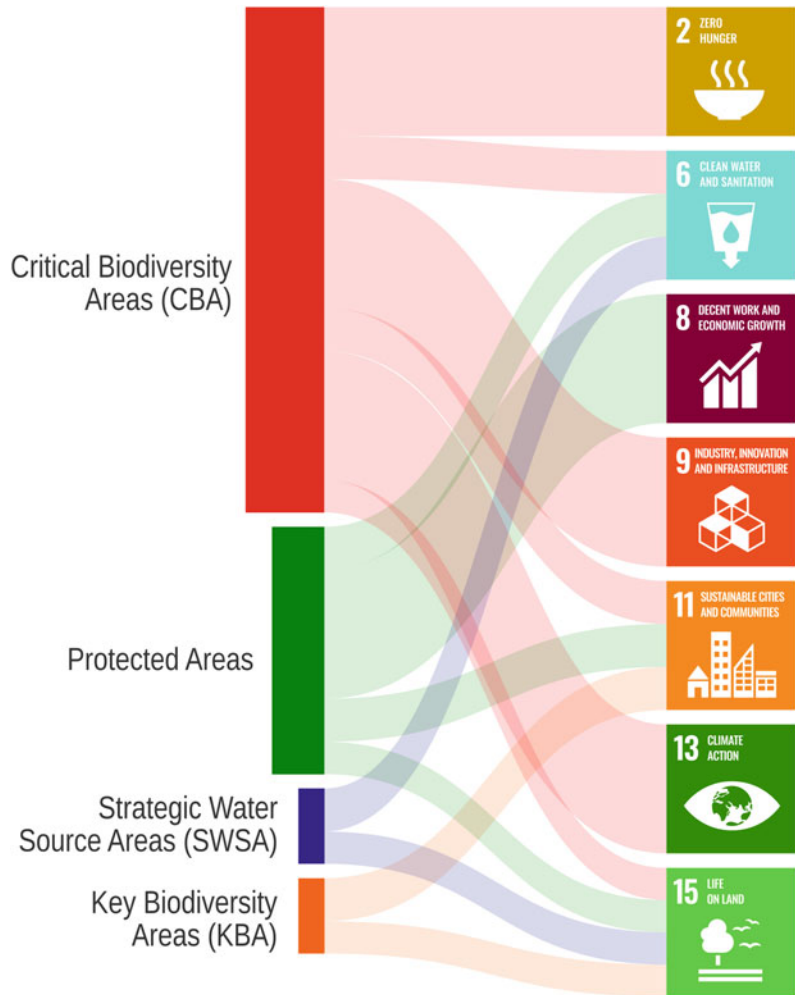 Critical Biodiversity
Areas (CBA)
Protected Areas
Strategic Water
Source Areas (SWSA)
Key Biodiversity
Areas (KBA)
2 ZERO
HUNGER
6 CLEAN WATER
AND SANITATION
8 DECENT WORK AND
ECONOMIC GROWTH
9 INDUSTRY, INNOVATION
AND INFRASTRUCTURE
11 SUSTAINABLE CITIES
AND COMMUNITIES
13 CLIMATE
ACTION
15 LIFE
ON LAND